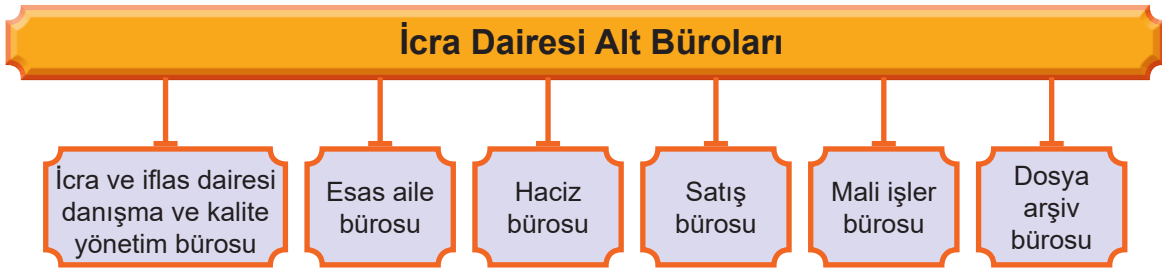 İcra Dairesi Alt Büroları
İcra ve iflas dairesi
danışma ve kalite
yönetim bürosu
Esas aile
bürosu
Haciz
bürosu
Satış
bürosu
Mali işler
bürosu
Dosya
arşiv
bürosu